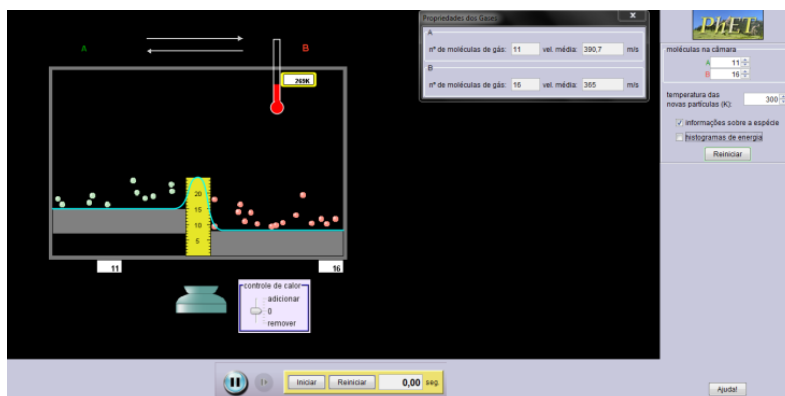 Propriedades dos Gases
x
A
nº de moléculas de gás: 11 vel. média: 390,7 m/s
B
nº de moléculas de gás: 16 vel. média: 365 m/s
PhET
moléculas na câmara
A 11
B 16
temperatura das
novas partículas (K): 300
informações sobre a espécie
histogramas de energia
Reiniciar
A
B
269K
20
15
10
5
11
16
controle de calor
adicionar
0
remover
Iniciar Reiniciar 0,00 seg.
Ajuda!